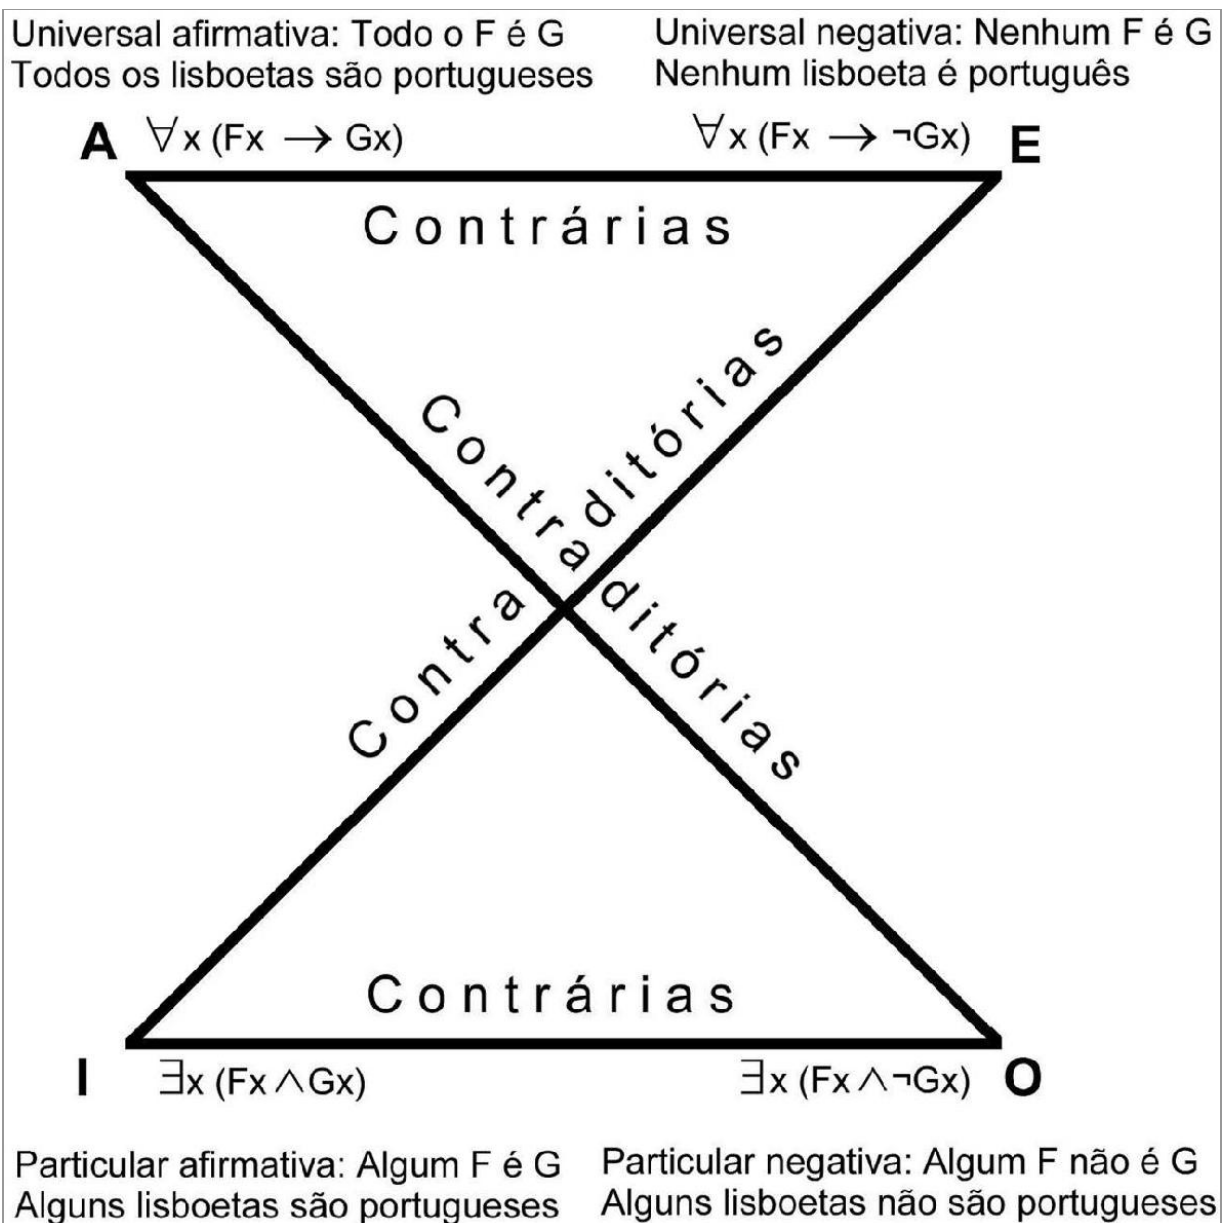 Universal afirmativa: Todo o F é G
Todos os lisboetas são portugueses
Universal negativa: Nenhum F é G
Nenhum lisboeta é português
A ∀x (Fx → Gx)
∀x (Fx → ¬Gx) E
Contrárias
Contraditórias
Contraditórias
Contrárias
I ∃x (Fx ∧ Gx)
∃x (Fx ∧ ¬Gx) O
Particular afirmativa: Algum F é G
Alguns lisboetas são portugueses
Particular negativa: Algum F não é G
Alguns lisboetas não são portugueses